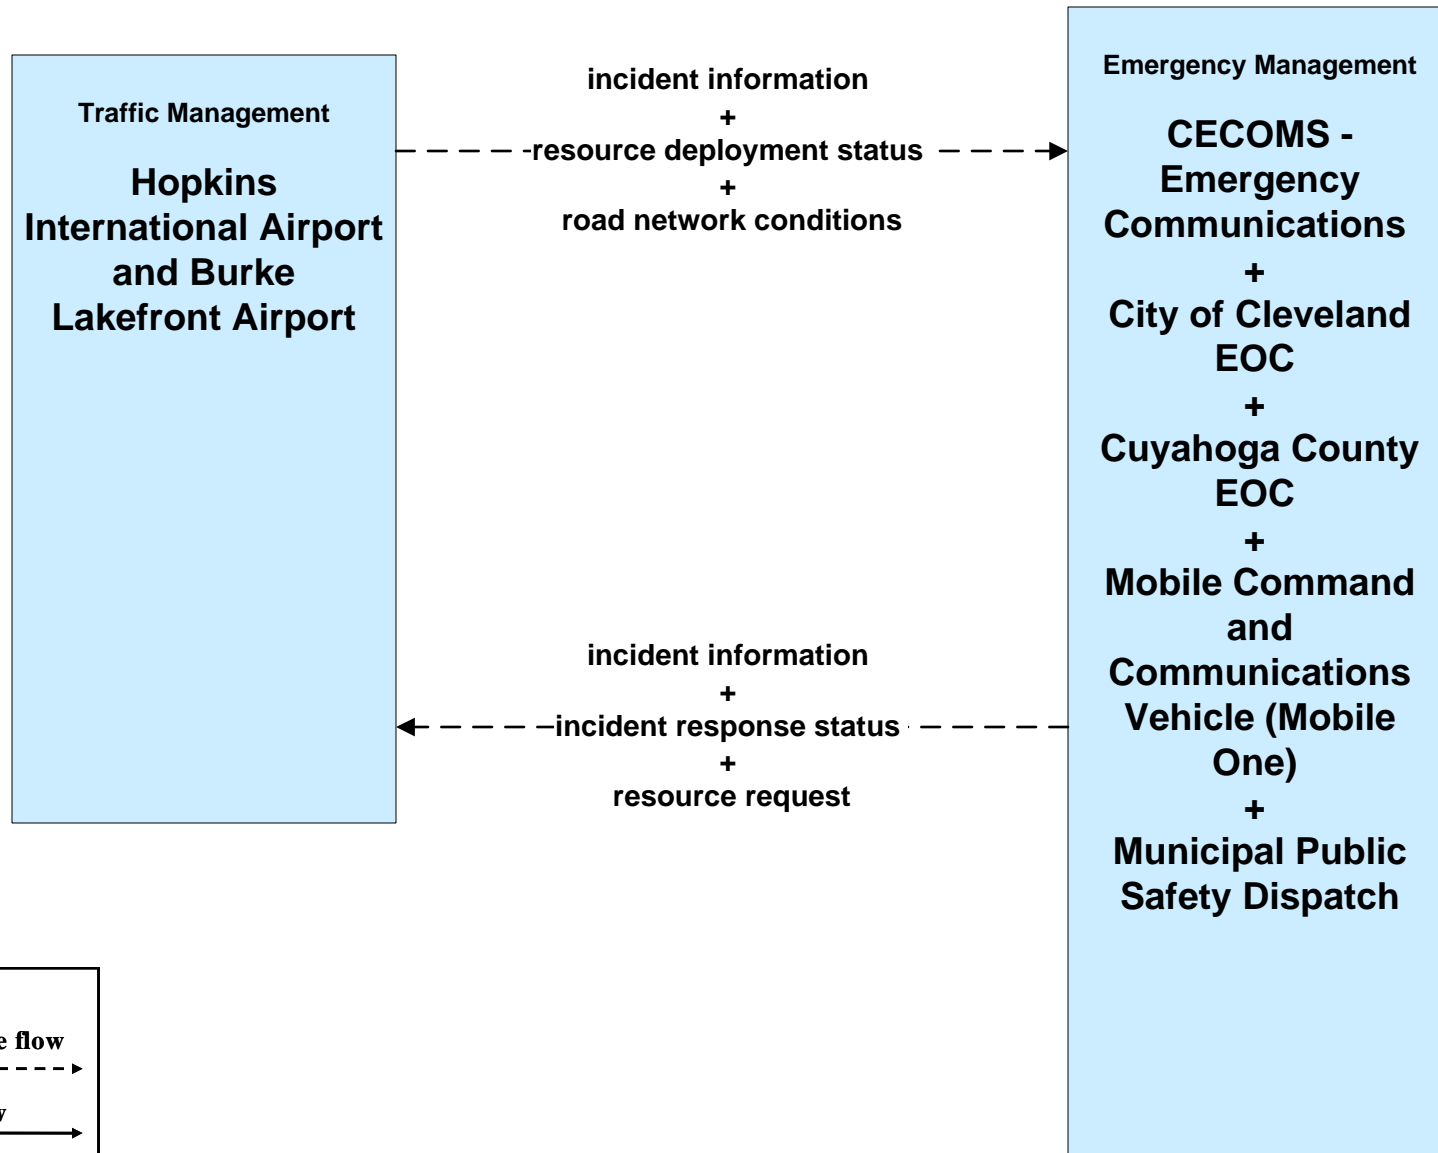 Traffic Management
Hopkins
International Airport
and Burke
Lakefront Airport
incident information
+
resource deployment status
+
road network conditions
Emergency Management
CECOMS -
Emergency
Communications
+
City of Cleveland
EOC
+
Cuyahoga County
EOC
+
Mobile Command
and
Communications
Vehicle (Mobile
One)
+
Municipal Public
Safety Dispatch
incident information
+
incident response status
+
resource request
flow